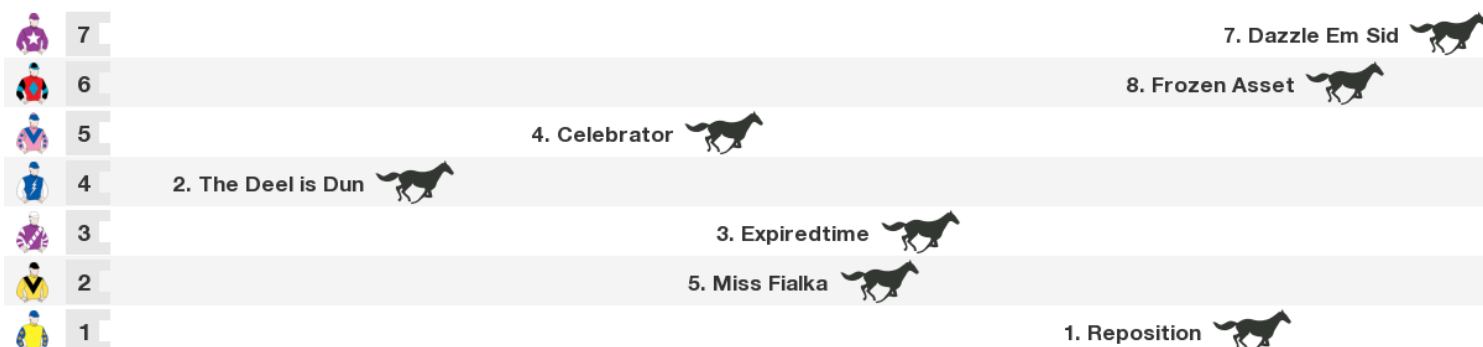 7 7. Dazzle Em Sid
6 8. Frozen Asset
5 4. Celebrator
4 2. The Deel is Dun
3 3. Expiredtime
2 5. Miss Fialka
1 1. Reposition